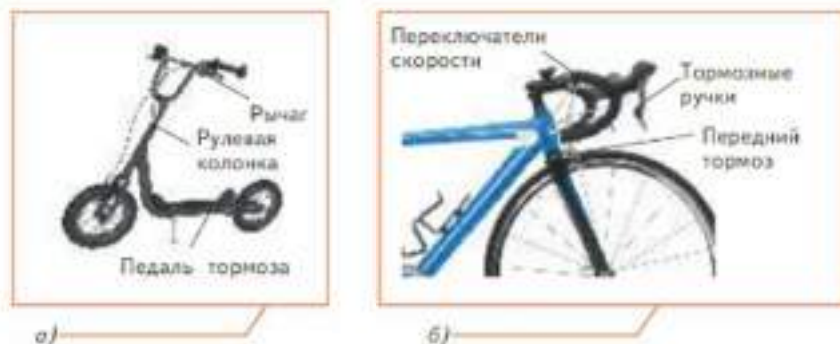 Рычаг
Рулевая
колонка
Педаль тормоза
а)
Переключатели
скорости
Тормозные
ручки
Передний
тормоз
б)